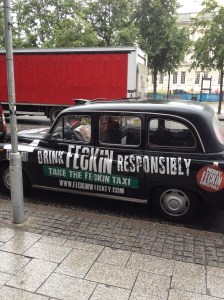 DRINK FECKIN RESPONSIBLY
TAKE THE FECKIN TAXI
WWW.FECKINWHISKEY.COM